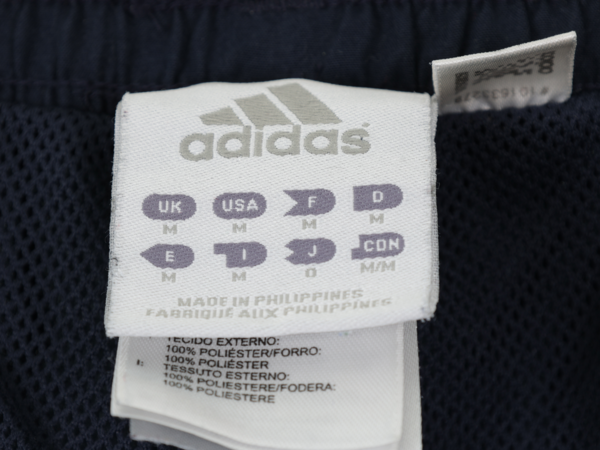 adidas
UK USA F D
M M M M
E I J CDN
M M O M/M
MADE IN PHILIPPINES
FABRIQUÉ AUX PHILIPPINES
TECIDO EXTERNO:
100% POLIÉSTER/FORRO:
100% POLIÉSTER
I: TESSUTO ESTERNO:
100% POLIESTERE/FODERA:
100% POLIESTERE